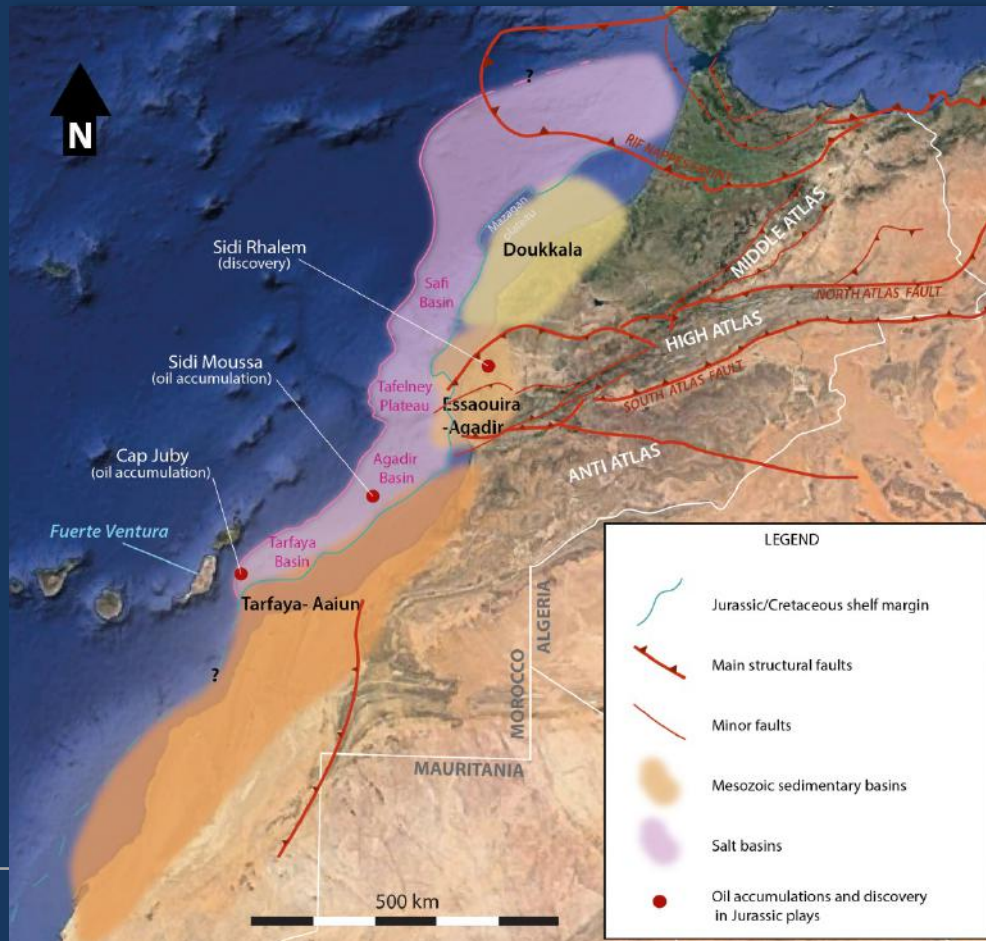 N
?
RIF NAPPE
Mazagan
Plateau
Doukkala
MIDDLE ATLAS
Sidi Rhalem
(discovery)
Safi
Basin
NORTH ATLAS FAULT
HIGH ATLAS
Sidi Moussa
(oil accumulation)
Tafelney
Plateau
SOUTH ATLAS FAULT
Essaouira
-Agadir
Cap Juby
(oil accumulation)
Agadir
Basin
ANTI ATLAS
Fuerte Ventura
Tarfaya
Basin
Tarfaya- Aaiun
?
MOROCCO
ALGERIA
MAURITANIA
500 km
LEGEND
Jurassic/Cretaceous shelf margin
Main structural faults
Minor faults
Mesozoic sedimentary basins
Salt basins
Oil accumulations and discovery
in Jurassic plays